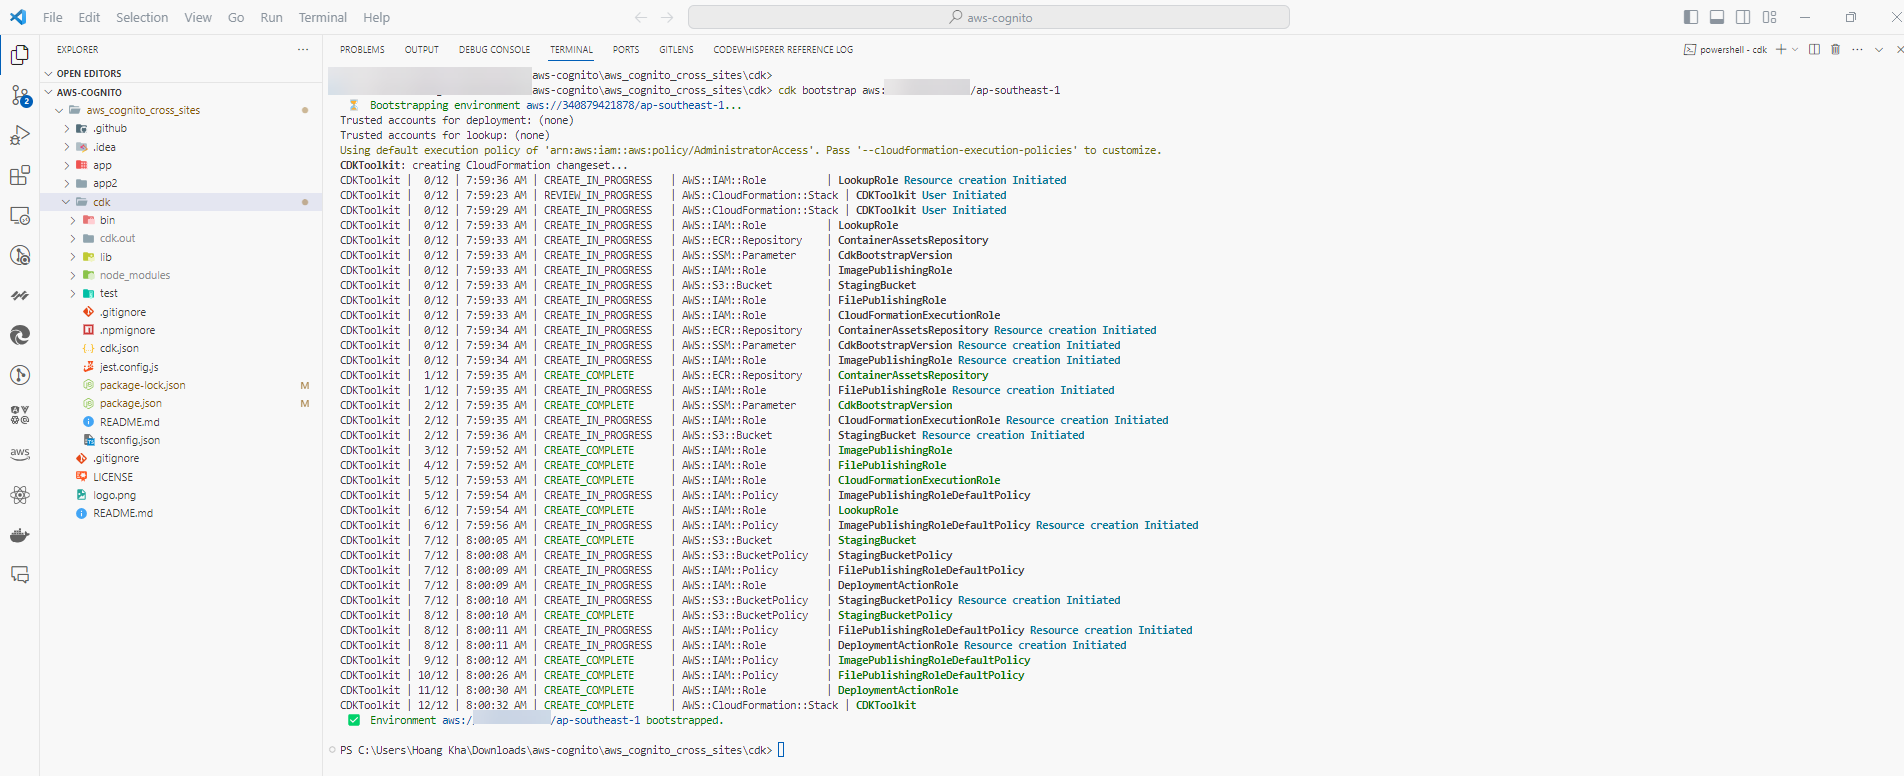 File Edit Selection View Go Run Terminal Help
aws-cognito
EXPLORER
OPEN EDITORS
AWS-COGNITO
aws_cognito_cross_sites
.github
.idea
app
app2
cdk
bin
cdk.out
lib
node_modules
test
.gitignore
.npmignore
cdk.json
jest.config.js
package-lock.json M
package.json M
README.md
tsconfig.json
.gitignore
LICENSE
logo.png
README.md
2
aws
PROBLEMS OUTPUT DEBUG CONSOLE TERMINAL PORTS GITLENS CODEWHISPERER REFERENCE LOG
powershell - cdk
aws-cognito\aws_cognito_cross_sites\cdk>
aws-cognito\aws_cognito_cross_sites\cdk> cdk bootstrap aws: /ap-southeast-1
Bootstrapping environment aws://340879421878/ap-southeast-1...
Trusted accounts for deployment: (none)
Trusted accounts for lookup: (none)
Using default execution policy of 'arn:aws:iam::aws:policy/AdministratorAccess'. Pass '--cloudformation-execution-policies' to customize.
CDKToolkit: creating CloudFormation changeset...
CDKToolkit | 0/12 | 7:59:36 AM | CREATE_IN_PROGRESS | AWS::IAM::Role | LookupRole Resource creation Initiated
CDKToolkit | 0/12 | 7:59:23 AM | REVIEW_IN_PROGRESS | AWS::CloudFormation::Stack | CDKToolkit User Initiated
CDKToolkit | 0/12 | 7:59:29 AM | CREATE_IN_PROGRESS | AWS::CloudFormation::Stack | CDKToolkit User Initiated
CDKToolkit | 0/12 | 7:59:33 AM | CREATE_IN_PROGRESS | AWS::IAM::Role | LookupRole
CDKToolkit | 0/12 | 7:59:33 AM | CREATE_IN_PROGRESS | AWS::ECR::Repository | ContainerAssetsRepository
CDKToolkit | 0/12 | 7:59:33 AM | CREATE_IN_PROGRESS | AWS::SSM::Parameter | CdkBootstrapVersion
CDKToolkit | 0/12 | 7:59:33 AM | CREATE_IN_PROGRESS | AWS::IAM::Role | ImagePublishingRole
CDKToolkit | 0/12 | 7:59:33 AM | CREATE_IN_PROGRESS | AWS::S3::Bucket | StagingBucket
CDKToolkit | 0/12 | 7:59:33 AM | CREATE_IN_PROGRESS | AWS::IAM::Role | FilePublishingRole
CDKToolkit | 0/12 | 7:59:33 AM | CREATE_IN_PROGRESS | AWS::IAM::Role | CloudFormationExecutionRole
CDKToolkit | 0/12 | 7:59:34 AM | CREATE_IN_PROGRESS | AWS::ECR::Repository | ContainerAssetsRepository Resource creation Initiated
CDKToolkit | 0/12 | 7:59:34 AM | CREATE_IN_PROGRESS | AWS::SSM::Parameter | CdkBootstrapVersion Resource creation Initiated
CDKToolkit | 0/12 | 7:59:34 AM | CREATE_IN_PROGRESS | AWS::IAM::Role | ImagePublishingRole Resource creation Initiated
CDKToolkit | 1/12 | 7:59:35 AM | CREATE_COMPLETE | AWS::ECR::Repository | ContainerAssetsRepository
CDKToolkit | 1/12 | 7:59:35 AM | CREATE_IN_PROGRESS | AWS::IAM::Role | FilePublishingRole Resource creation Initiated
CDKToolkit | 2/12 | 7:59:35 AM | CREATE_COMPLETE | AWS::SSM::Parameter | CdkBootstrapVersion
CDKToolkit | 2/12 | 7:59:35 AM | CREATE_IN_PROGRESS | AWS::IAM::Role | CloudFormationExecutionRole Resource creation Initiated
CDKToolkit | 2/12 | 7:59:36 AM | CREATE_IN_PROGRESS | AWS::S3::Bucket | StagingBucket Resource creation Initiated
CDKToolkit | 3/12 | 7:59:52 AM | CREATE_COMPLETE | AWS::IAM::Role | ImagePublishingRole
CDKToolkit | 4/12 | 7:59:52 AM | CREATE_COMPLETE | AWS::IAM::Role | FilePublishingRole
CDKToolkit | 5/12 | 7:59:53 AM | CREATE_COMPLETE | AWS::IAM::Role | CloudFormationExecutionRole
CDKToolkit | 5/12 | 7:59:54 AM | CREATE_IN_PROGRESS | AWS::IAM::Policy | ImagePublishingRoleDefaultPolicy
CDKToolkit | 6/12 | 7:59:54 AM | CREATE_COMPLETE | AWS::IAM::Role | LookupRole
CDKToolkit | 6/12 | 7:59:56 AM | CREATE_IN_PROGRESS | AWS::IAM::Policy | ImagePublishingRoleDefaultPolicy Resource creation Initiated
CDKToolkit | 7/12 | 8:00:05 AM | CREATE_COMPLETE | AWS::S3::Bucket | StagingBucket
CDKToolkit | 7/12 | 8:00:08 AM | CREATE_IN_PROGRESS | AWS::S3::BucketPolicy | StagingBucketPolicy
CDKToolkit | 7/12 | 8:00:09 AM | CREATE_IN_PROGRESS | AWS::IAM::Policy | FilePublishingRoleDefaultPolicy
CDKToolkit | 7/12 | 8:00:09 AM | CREATE_IN_PROGRESS | AWS::IAM::Role | DeploymentActionRole
CDKToolkit | 7/12 | 8:00:10 AM | CREATE_IN_PROGRESS | AWS::S3::BucketPolicy | StagingBucketPolicy Resource creation Initiated
CDKToolkit | 8/12 | 8:00:10 AM | CREATE_COMPLETE | AWS::S3::BucketPolicy | StagingBucketPolicy
CDKToolkit | 8/12 | 8:00:11 AM | CREATE_IN_PROGRESS | AWS::IAM::Policy | FilePublishingRoleDefaultPolicy Resource creation Initiated
CDKToolkit | 8/12 | 8:00:11 AM | CREATE_IN_PROGRESS | AWS::IAM::Role | DeploymentActionRole Resource creation Initiated
CDKToolkit | 9/12 | 8:00:12 AM | CREATE_COMPLETE | AWS::IAM::Policy | ImagePublishingRoleDefaultPolicy
CDKToolkit | 10/12 | 8:00:26 AM | CREATE_COMPLETE | AWS::IAM::Policy | FilePublishingRoleDefaultPolicy
CDKToolkit | 11/12 | 8:00:30 AM | CREATE_COMPLETE | AWS::IAM::Role | DeploymentActionRole
CDKToolkit | 12/12 | 8:00:32 AM | CREATE_COMPLETE | AWS::CloudFormation::Stack | CDKToolkit
Environment aws:/ /ap-southeast-1 bootstrapped.
PS C:\Users\Hoang Kha\Downloads\aws-cognito\aws_cognito_cross_sites\cdk>